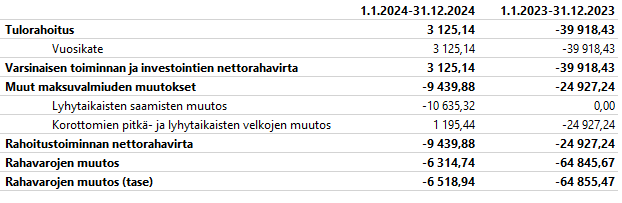 1.1.2024-31.12.2024 1.1.2023-31.12.2023
Tulorahoitus 3 125,14 -39 918,43
Vuosikate 3 125,14 -39 918,43
Varsinaisen toiminnan ja investointien nettorahavirta 3 125,14 -39 918,43
Muut maksuvalmiuden muutokset -9 439,88 -24 927,24
Lyhytaikaisten saamisten muutos -10 635,32 0,00
Korottomien pitkä- ja lyhytaikaisten velkojen muutos 1 195,44 -24 927,24
Rahoitustoiminnan nettorahavirta -9 439,88 -24 927,24
Rahavarojen muutos -6 314,74 -64 845,67
Rahavarojen muutos (tase) -6 518,94 -64 855,47